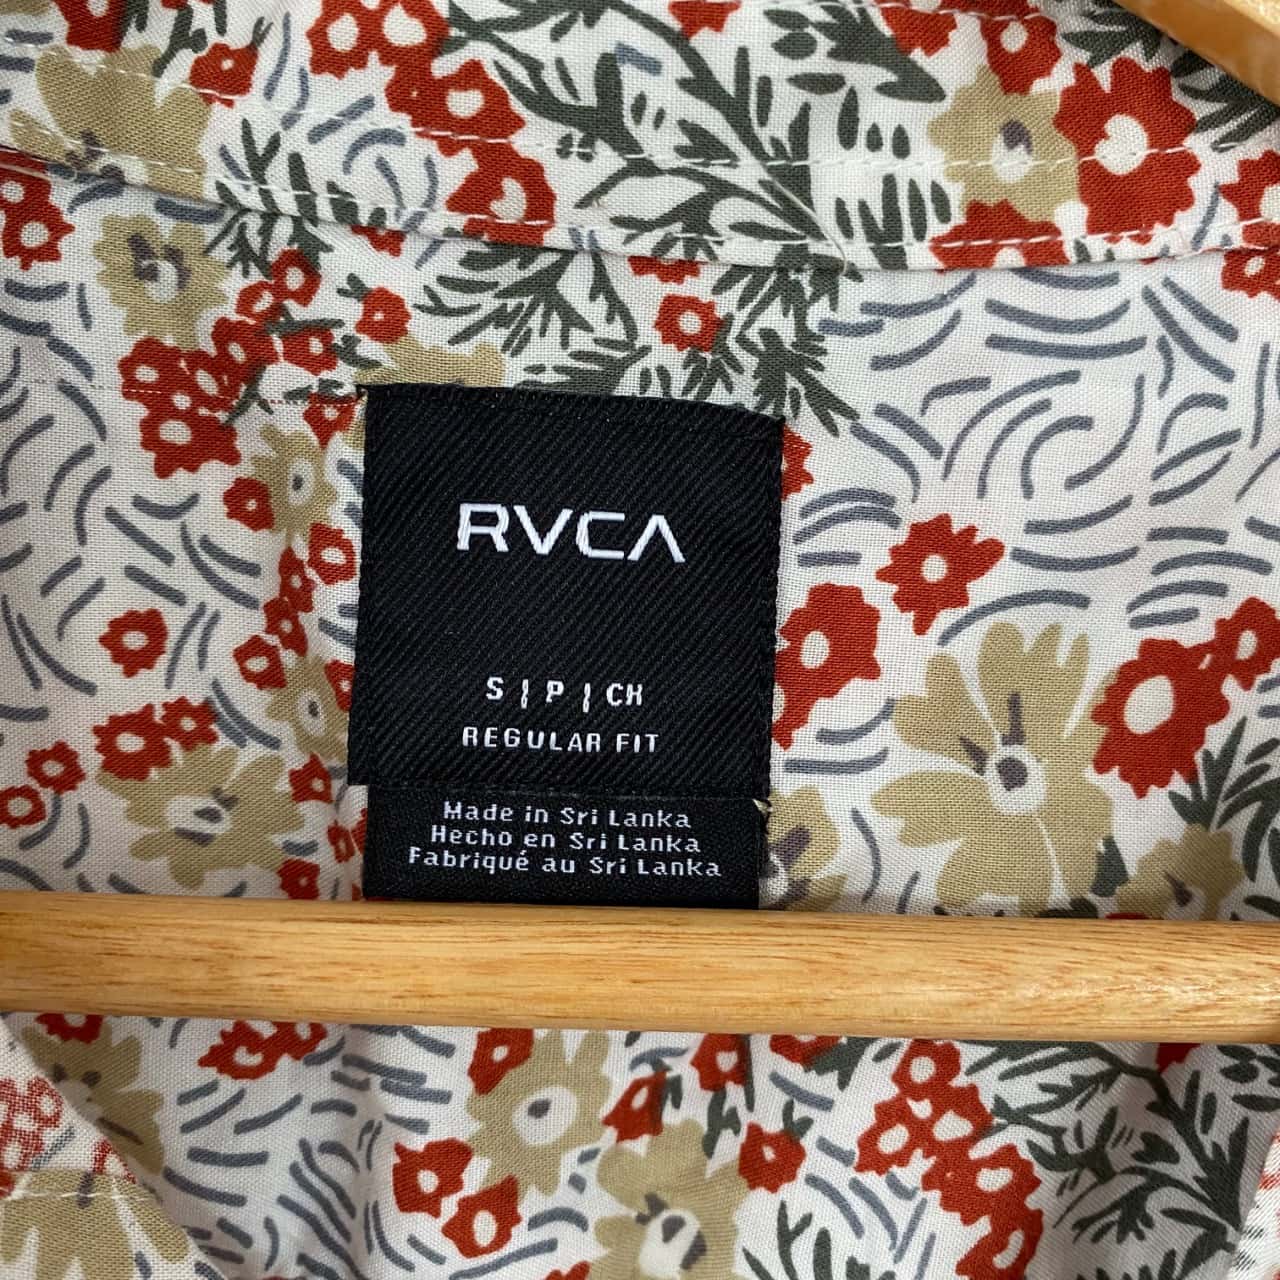 RVCA
S | P | CH
REGULAR FIT
Made in Sri Lanka
Hecho en Sri Lanka
Fabriqué au Sri Lanka